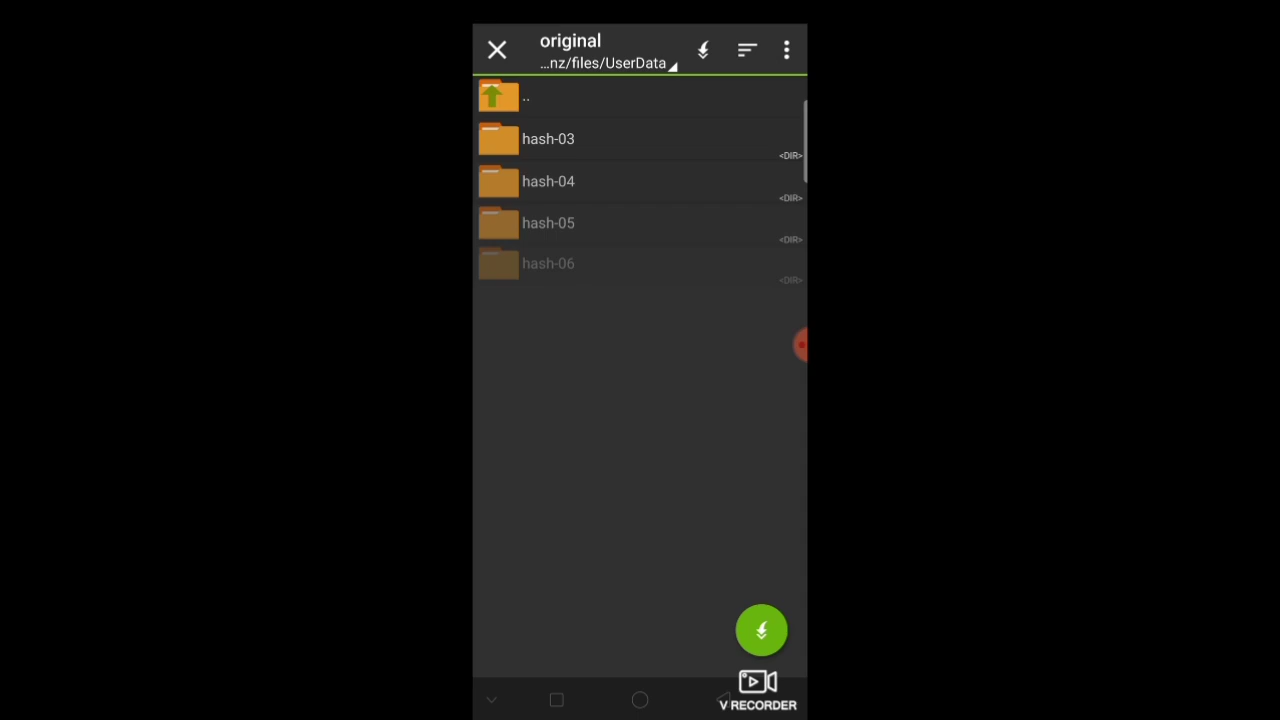 original
...nz/files/UserData
..
hash-03
<DIR>
hash-04
<DIR>
hash-05
<DIR>
hash-06
<DIR>
V RECORDER